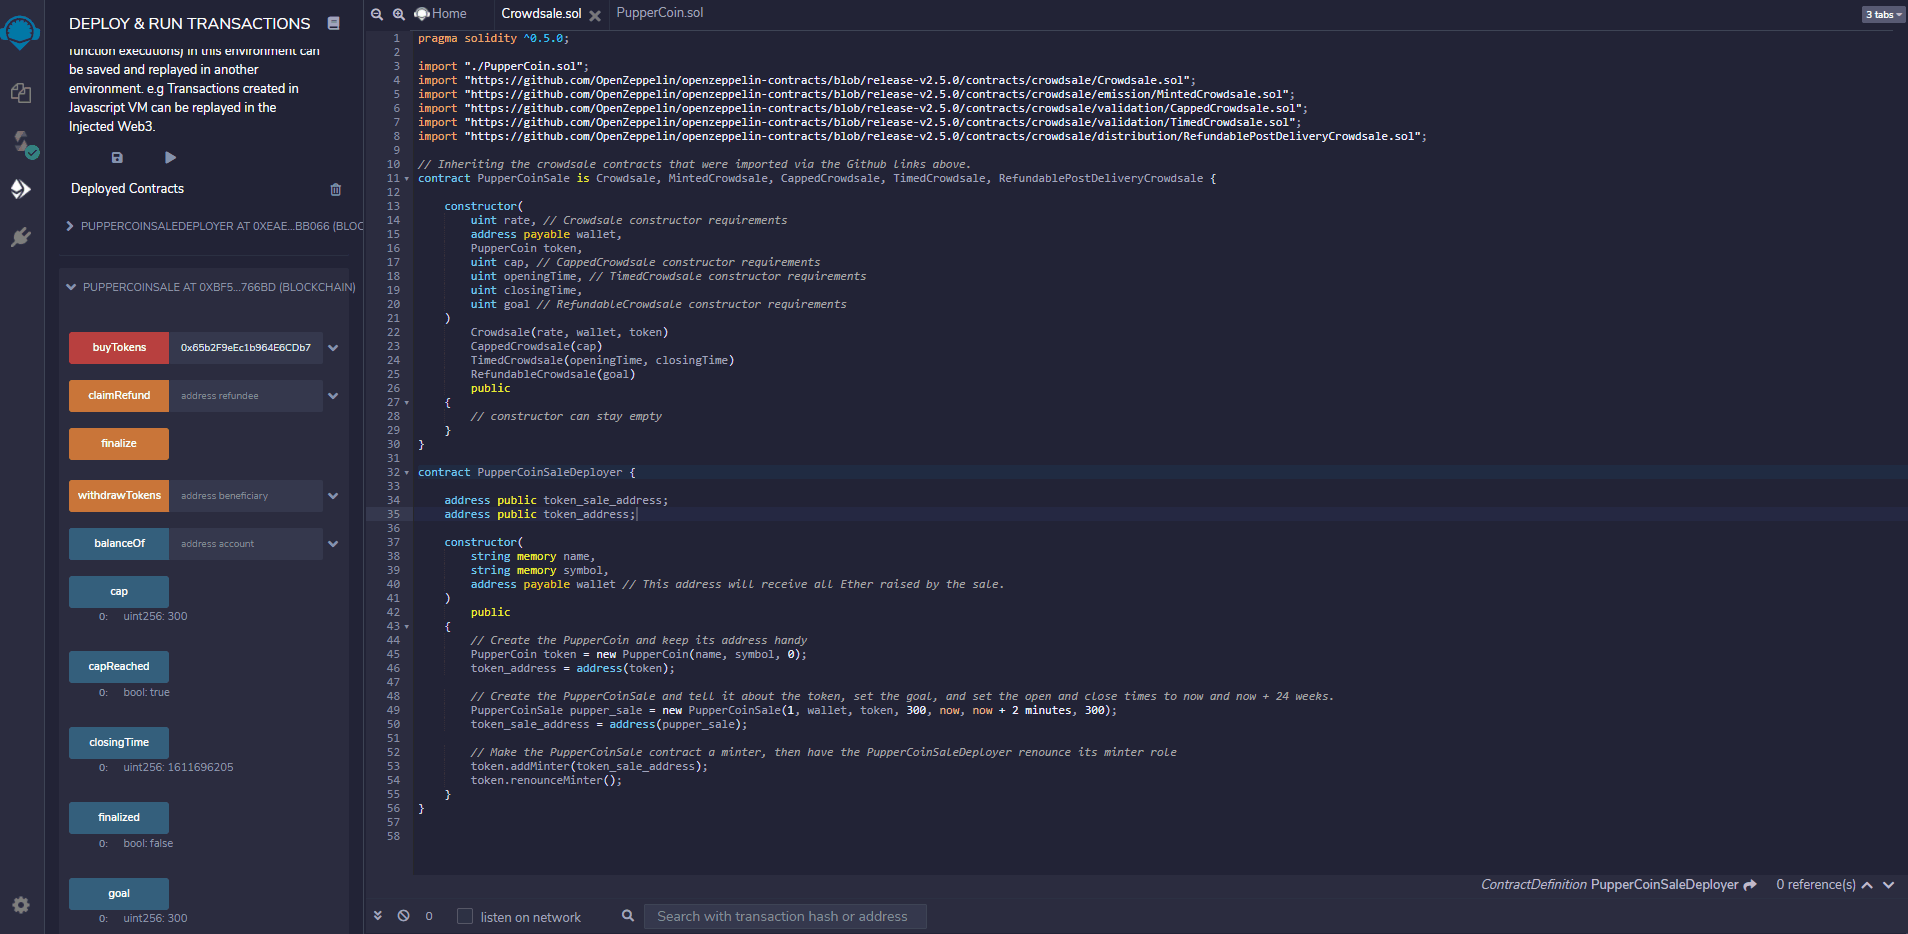 DEPLOY & RUN TRANSACTIONS
function executions) in this environment can
be saved and replayed in another
environment. e.g Transactions created in
Javascript VM can be replayed in the
Injected Web3.
Deployed Contracts
PUPPERCOINSALEDEPLOYER AT 0XEAE...BB066 (BLOC
PUPPERCOINSALE AT 0XBF5...766BD (BLOCKCHAIN)
buyTokens 0x65b2F9eEc1b964E6CDb7
claimRefund address refundee
finalize
withdrawTokens address beneficiary
balanceOf address account
cap
0: uint256: 300
capReached
0: bool: true
closingTime
0: uint256: 1611696205
finalized
0: bool: false
goal
0: uint256: 300
Home Crowdsale.sol PupperCoin.sol 3 tabs
1 pragma solidity ^0.5.0;
2
3 import "./PupperCoin.sol";
4 import "https://github.com/OpenZeppelin/openzeppelin-contracts/blob/release-v2.5.0/contracts/crowdsale/Crowdsale.sol";
5 import "https://github.com/OpenZeppelin/openzeppelin-contracts/blob/release-v2.5.0/contracts/crowdsale/emission/MintedCrowdsale.sol";
6 import "https://github.com/OpenZeppelin/openzeppelin-contracts/blob/release-v2.5.0/contracts/crowdsale/validation/CappedCrowdsale.sol";
7 import "https://github.com/OpenZeppelin/openzeppelin-contracts/blob/release-v2.5.0/contracts/crowdsale/validation/TimedCrowdsale.sol";
8 import "https://github.com/OpenZeppelin/openzeppelin-contracts/blob/release-v2.5.0/contracts/crowdsale/distribution/RefundablePostDeliveryCrowdsale.sol";
9
10 // Inheriting the crowdsale contracts that were imported via the Github links above.
11 contract PupperCoinSale is Crowdsale, MintedCrowdsale, CappedCrowdsale, TimedCrowdsale, RefundablePostDeliveryCrowdsale {
12
13 constructor(
14 uint rate, // Crowdsale constructor requirements
15 address payable wallet,
16 PupperCoin token,
17 uint cap, // CappedCrowdsale constructor requirements
18 uint openingTime, // TimedCrowdsale constructor requirements
19 uint closingTime,
20 uint goal // RefundableCrowdsale constructor requirements
21 )
22 Crowdsale(rate, wallet, token)
23 CappedCrowdsale(cap)
24 TimedCrowdsale(openingTime, closingTime)
25 RefundableCrowdsale(goal)
26 public
27 {
28 // constructor can stay empty
29 }
30 }
31
32 contract PupperCoinSaleDeployer {
33
34 address public token_sale_address;
35 address public token_address;
36
37 constructor(
38 string memory name,
39 string memory symbol,
40 address payable wallet // This address will receive all Ether raised by the sale.
41 )
42 public
43 {
44 // Create the PupperCoin and keep its address handy
45 PupperCoin token = new PupperCoin(name, symbol, 0);
46 token_address = address(token);
47
48 // Create the PupperCoinSale and tell it about the token, set the goal, and set the open and close times to now and now + 24 weeks.
49 PupperCoinSale pupper_sale = new PupperCoinSale(1, wallet, token, 300, now, now + 2 minutes, 300);
50 token_sale_address = address(pupper_sale);
51
52 // Make the PupperCoinSale contract a minter, then have the PupperCoinSaleDeployer renounce its minter role
53 token.addMinter(token_sale_address);
54 token.renounceMinter();
55 }
56 }
57
58
ContractDefinition PupperCoinSaleDeployer 0 reference(s)
0 listen on network Search with transaction hash or address